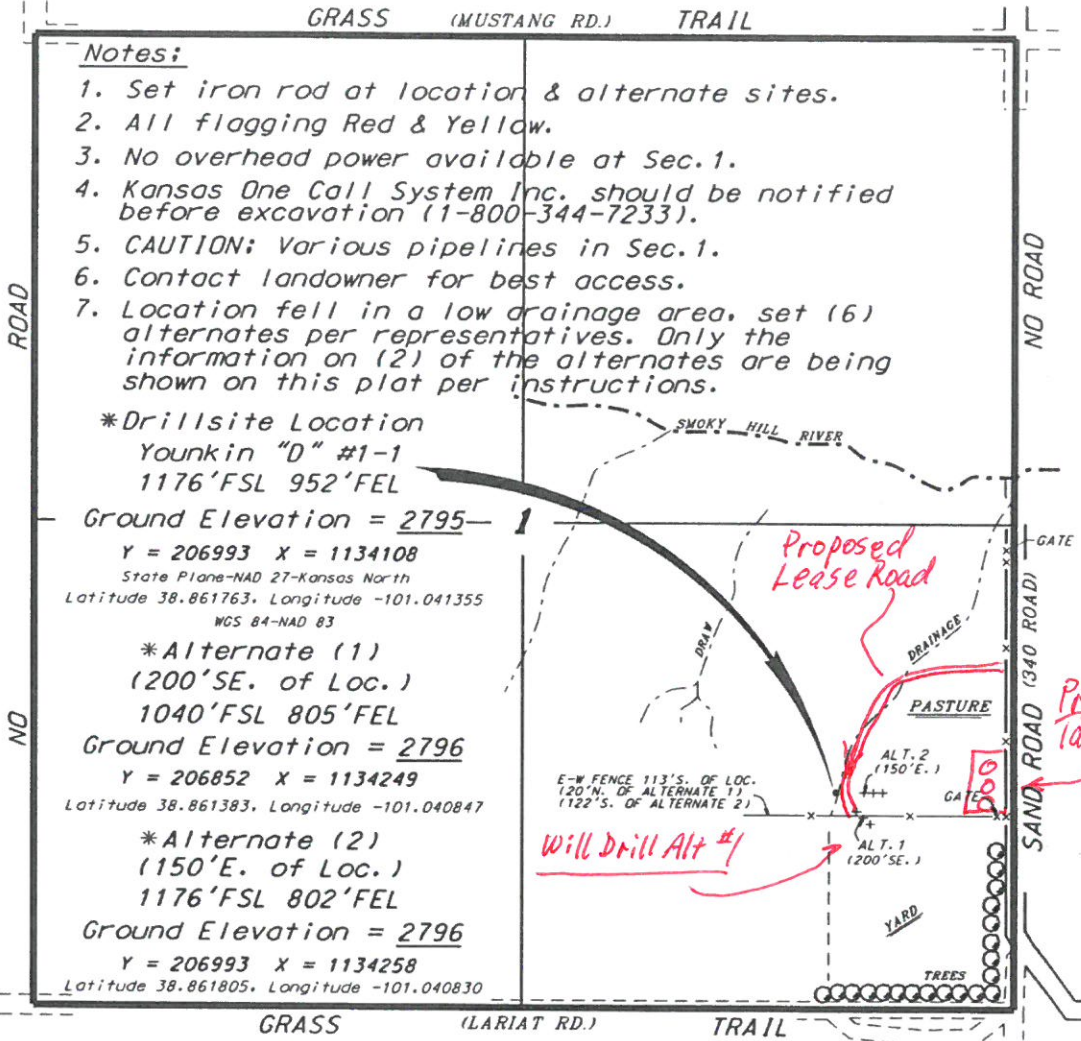 GRASS (MUSTANG RD.) TRAIL
Notes:
1. Set iron rod at location & alternate sites.
2. All flagging Red & Yellow.
3. No overhead power available at Sec.1.
4. Kansas One Call System Inc. should be notified
before excavation (1-800-344-7233).
5. CAUTION: Various pipelines in Sec.1.
6. Contact landowner for best access.
7. Location fell in a low drainage area, set (6)
alternates per representatives. Only the
information on (2) of the alternates are being
shown on this plat per instructions.
NO ROAD
NO ROAD
*Drillsite Location
Younkin "D" #1-1
1176'FSL 952'FEL
Ground Elevation = 2795
Y = 206993 X = 1134108
State Plane-NAD 27-Kansas North
Latitude 38.861763, Longitude -101.041355
WGS 84-NAD 83
*Alternate (1)
(200'SE. of Loc.)
1040'FSL 805'FEL
Ground Elevation = 2796
Y = 206852 X = 1134249
Latitude 38.861383, Longitude -101.040847
*Alternate (2)
(150'E. of Loc.)
1176'FSL 802'FEL
Ground Elevation = 2796
Y = 206993 X = 1134258
Latitude 38.861805, Longitude -101.040830
SMOKY HILL RIVER
1
GATE
Proposed
Lease Road
DRAW
DRAINAGE
PASTURE
SAND ROAD (340 ROAD)
ALT.2
(150'E.)
E-W FENCE 113'S. OF LOC.
(20'N. OF ALTERNATE 1)
(122'S. OF ALTERNATE 2)
GATE
Will Drill Alt #1
ALT.1
(200'SE.)
YARD
TREES
GRASS (LARIAT RD.) TRAIL
1